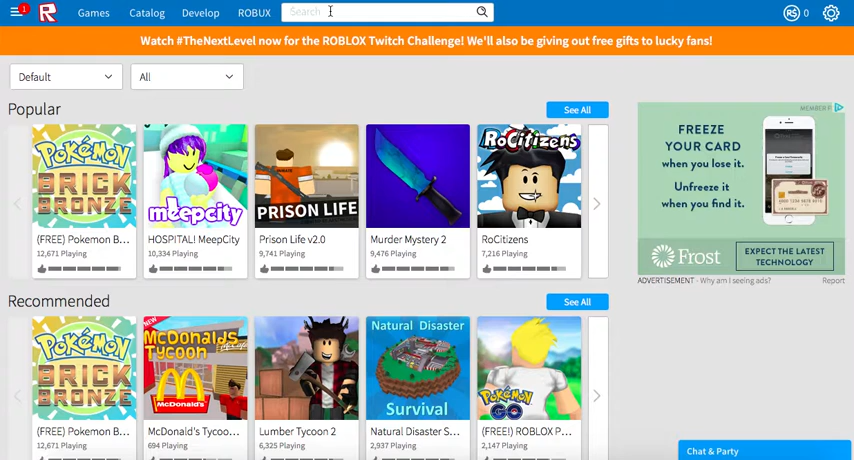 1
R
Games
Catalog
Develop
ROBUX
Search
R$ 0
Watch #TheNextLevel now for the ROBLOX Twitch Challenge! We'll also be giving out free gifts to lucky fans!
Default
All
Popular
See All
POKéMON
BRICK
BRONZE
meepcity
PRISON LIFE
RoCitizens
(FREE) Pokemon B...
HOSPITAL! MeepCity
Prison Life v2.0
Murder Mystery 2
RoCitizens
12,671 Playing
10,334 Playing
9,741 Playing
9,476 Playing
7,216 Playing
Recommended
See All
POKéMON
BRICK
BRONZE
NEW
McDonalds
Tycoon
McDonald's
Natural Disaster
Survival
POKéMON
GO
(FREE) Pokemon B...
McDonald's Tycoo...
Lumber Tycoon 2
Natural Disaster S...
(FREE!) ROBLOX P...
12,671 Playing
694 Playing
6,325 Playing
2,937 Playing
2,147 Playing
FREEZE
YOUR CARD
when you lose it.
Unfreeze it
when you find it.
Frost
EXPECT THE LATEST
TECHNOLOGY
ADVERTISEMENT - Why am I seeing ads?
Report
Chat & Party